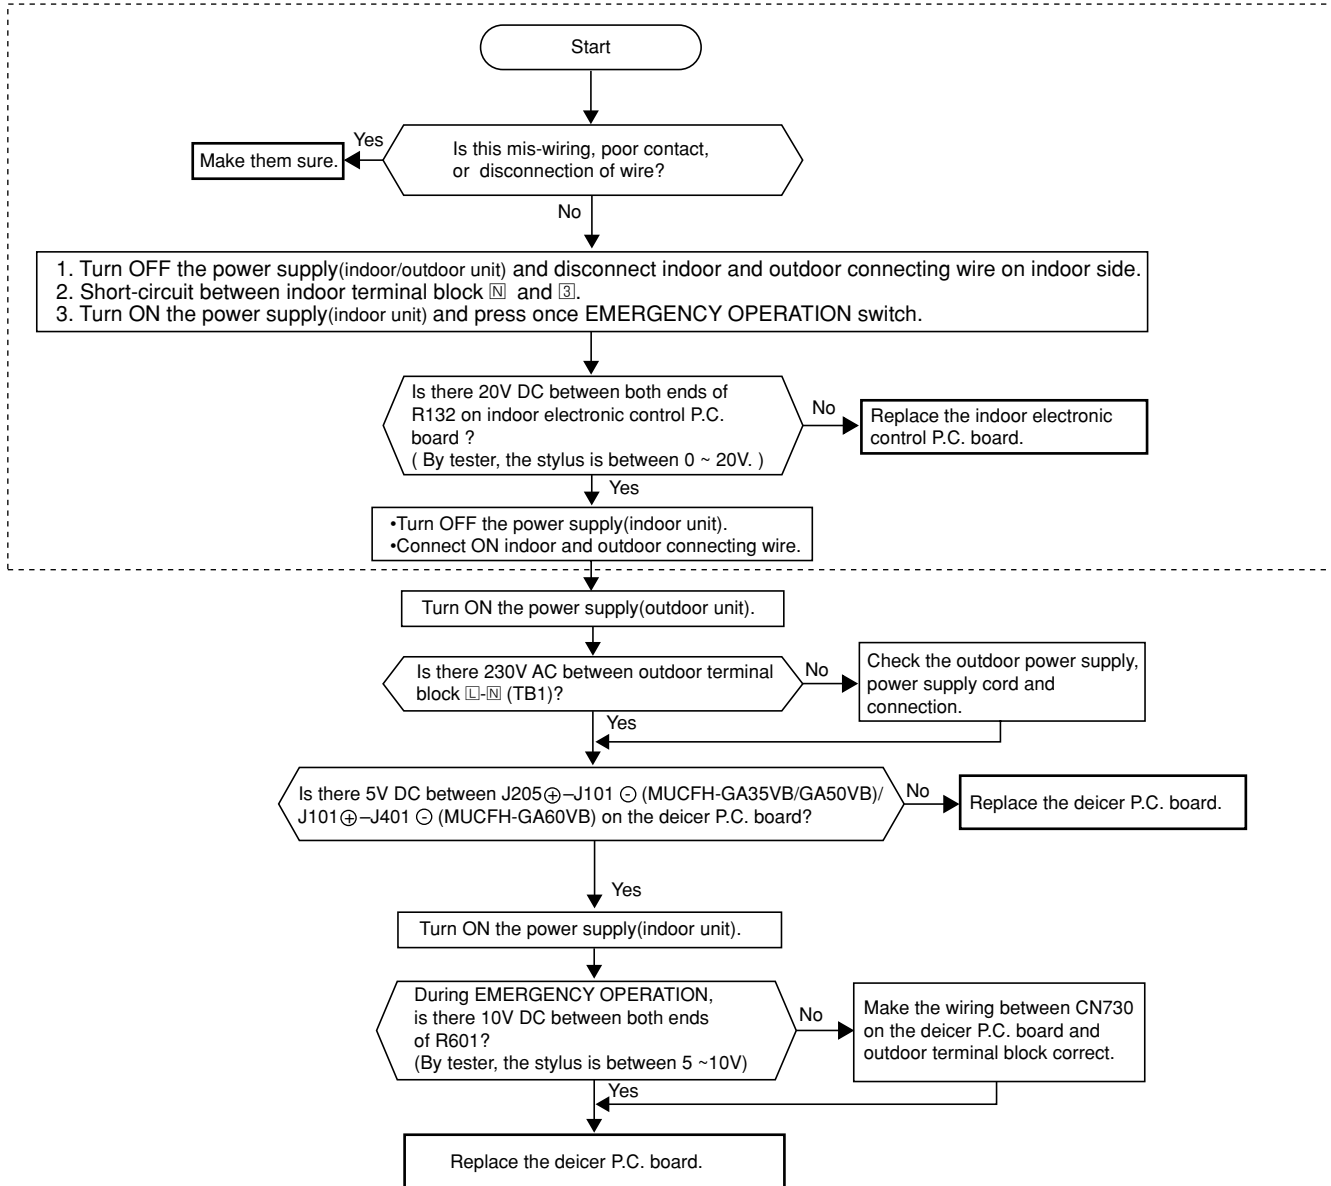 Start
Is this mis-wiring, poor contact,
or disconnection of wire?
Yes
Make them sure.
No
1. Turn OFF the power supply(indoor/outdoor unit) and disconnect indoor and outdoor connecting wire on indoor side.
2. Short-circuit between indoor terminal block N and 3.
3. Turn ON the power supply(indoor unit) and press once EMERGENCY OPERATION switch.
Is there 20V DC between both ends of
R132 on indoor electronic control P.C.
board ?
( By tester, the stylus is between 0 ~ 20V. )
No
Replace the indoor electronic
control P.C. board.
Yes
•Turn OFF the power supply(indoor unit).
•Connect ON indoor and outdoor connecting wire.
Turn ON the power supply(outdoor unit).
Is there 230V AC between outdoor terminal
block L-N (TB1)?
No
Check the outdoor power supply,
power supply cord and
connection.
Yes
Is there 5V DC between J205⊕–J101 ⊖ (MUCFH-GA35VB/GA50VB)/
J101⊕–J401 ⊖ (MUCFH-GA60VB) on the deicer P.C. board?
No
Replace the deicer P.C. board.
Yes
Turn ON the power supply(indoor unit).
During EMERGENCY OPERATION,
is there 10V DC between both ends
of R601?
(By tester, the stylus is between 5 ~10V)
No
Make the wiring between CN730
on the deicer P.C. board and
outdoor terminal block correct.
Yes
Replace the deicer P.C. board.